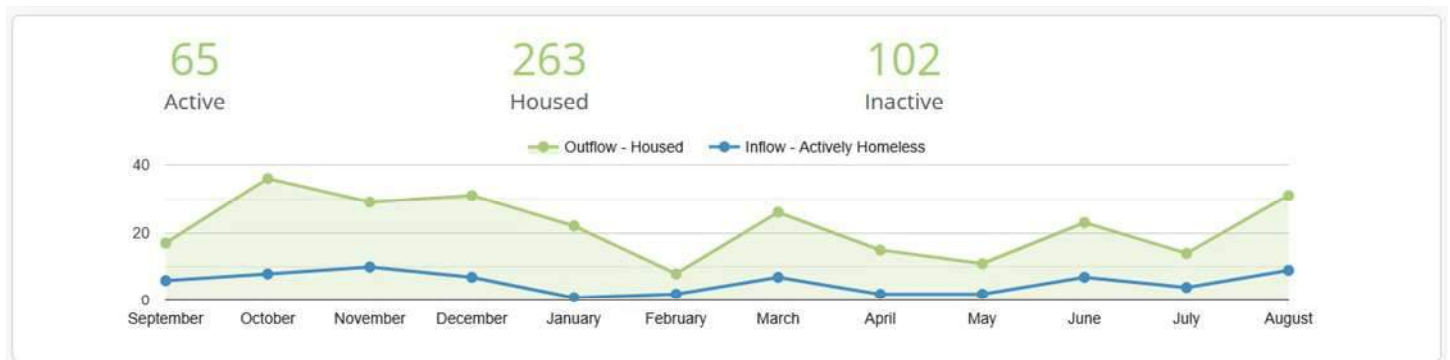 65 263 102
Active Housed Inactive
Outflow - Housed Inflow - Actively Homeless
40
20
0
September October November December January February March April May June July August